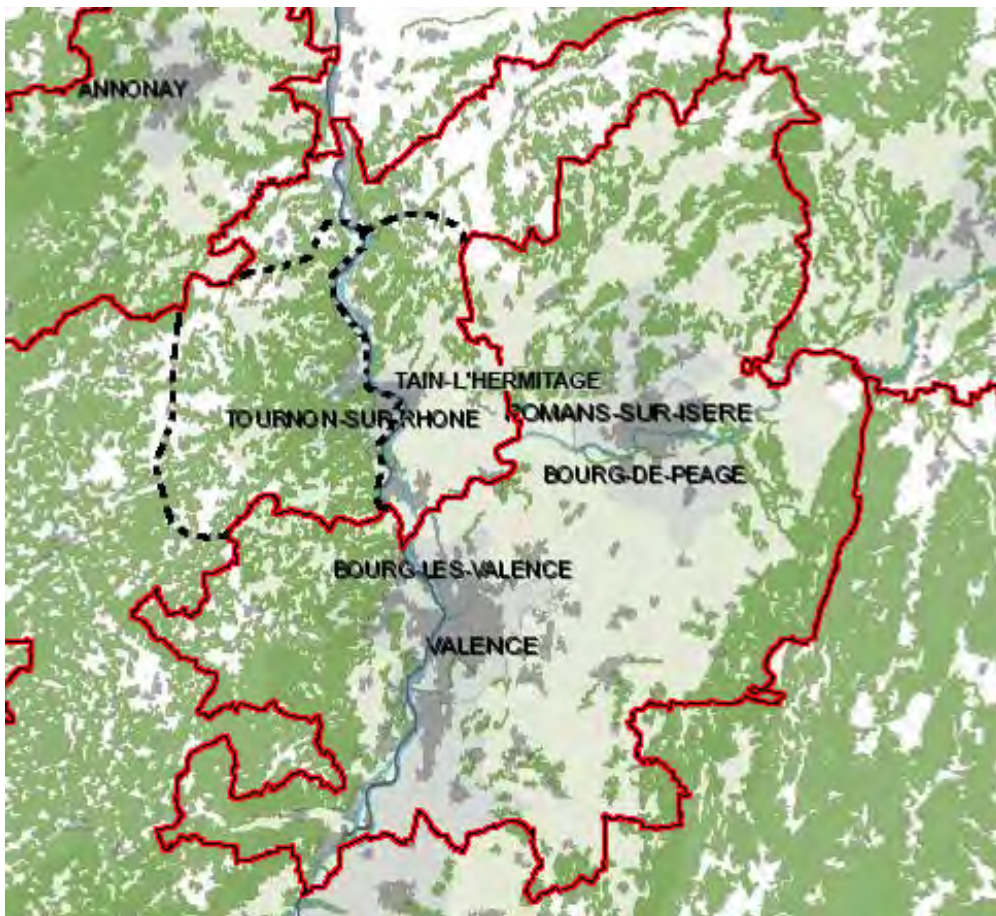 ANNONAY
TAIN-L'HERMITAGE
TOURNON-SUR-RHONE
ROMANS-SUR-ISERE
BOURG-DE-PEAGE
BOURG-LES-VALENCE
VALENCE